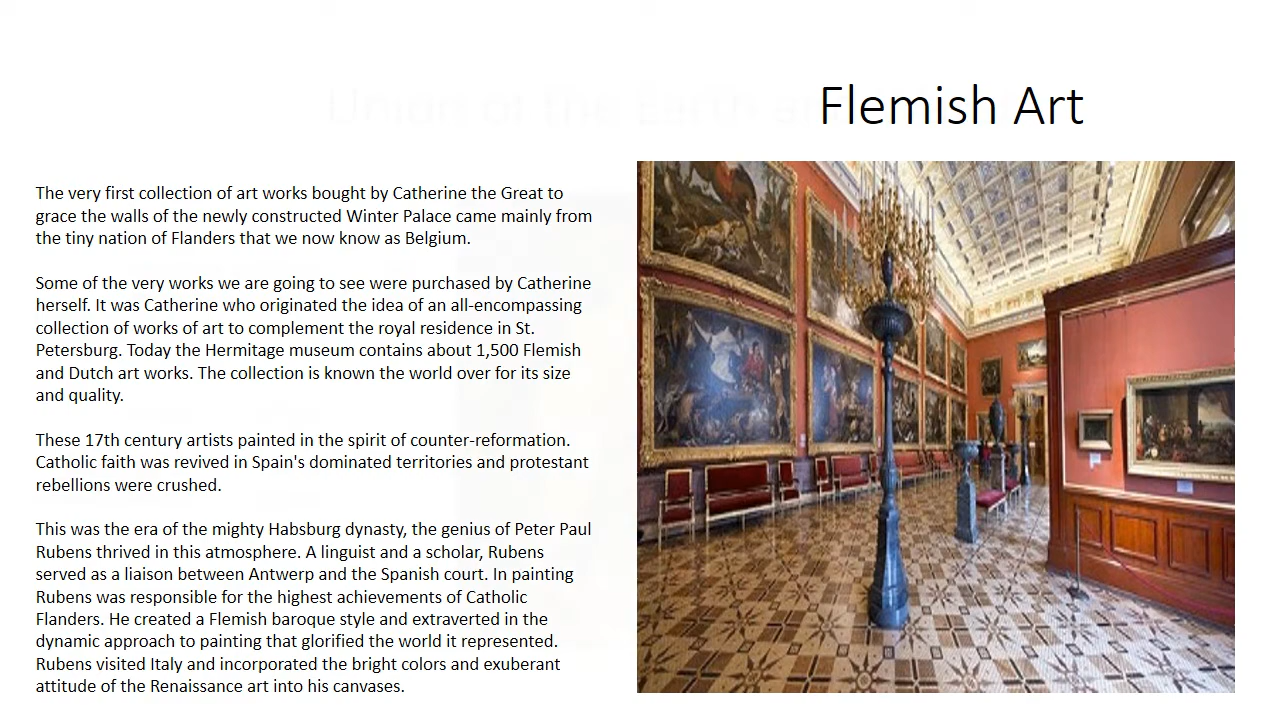 Union of the Earth
Flemish Art
The very first collection of art works bought by Catherine the Great to
grace the walls of the newly constructed Winter Palace came mainly from
the tiny nation of Flanders that we now know as Belgium.
Some of the very works we are going to see were purchased by Catherine
herself. It was Catherine who originated the idea of an all-encompassing
collection of works of art to complement the royal residence in St.
Petersburg. Today the Hermitage museum contains about 1,500 Flemish
and Dutch art works. The collection is known the world over for its size
and quality.
These 17th century artists painted in the spirit of counter-reformation.
Catholic faith was revived in Spain's dominated territories and protestant
rebellions were crushed.
This was the era of the mighty Habsburg dynasty, the genius of Peter Paul
Rubens thrived in this atmosphere. A linguist and a scholar, Rubens
served as a liaison between Antwerp and the Spanish court. In painting
Rubens was responsible for the highest achievements of Catholic
Flanders. He created a Flemish baroque style and extraverted in the
dynamic approach to painting that glorified the world it represented.
Rubens visited Italy and incorporated the bright colors and exuberant
attitude of the Renaissance art into his canvases.